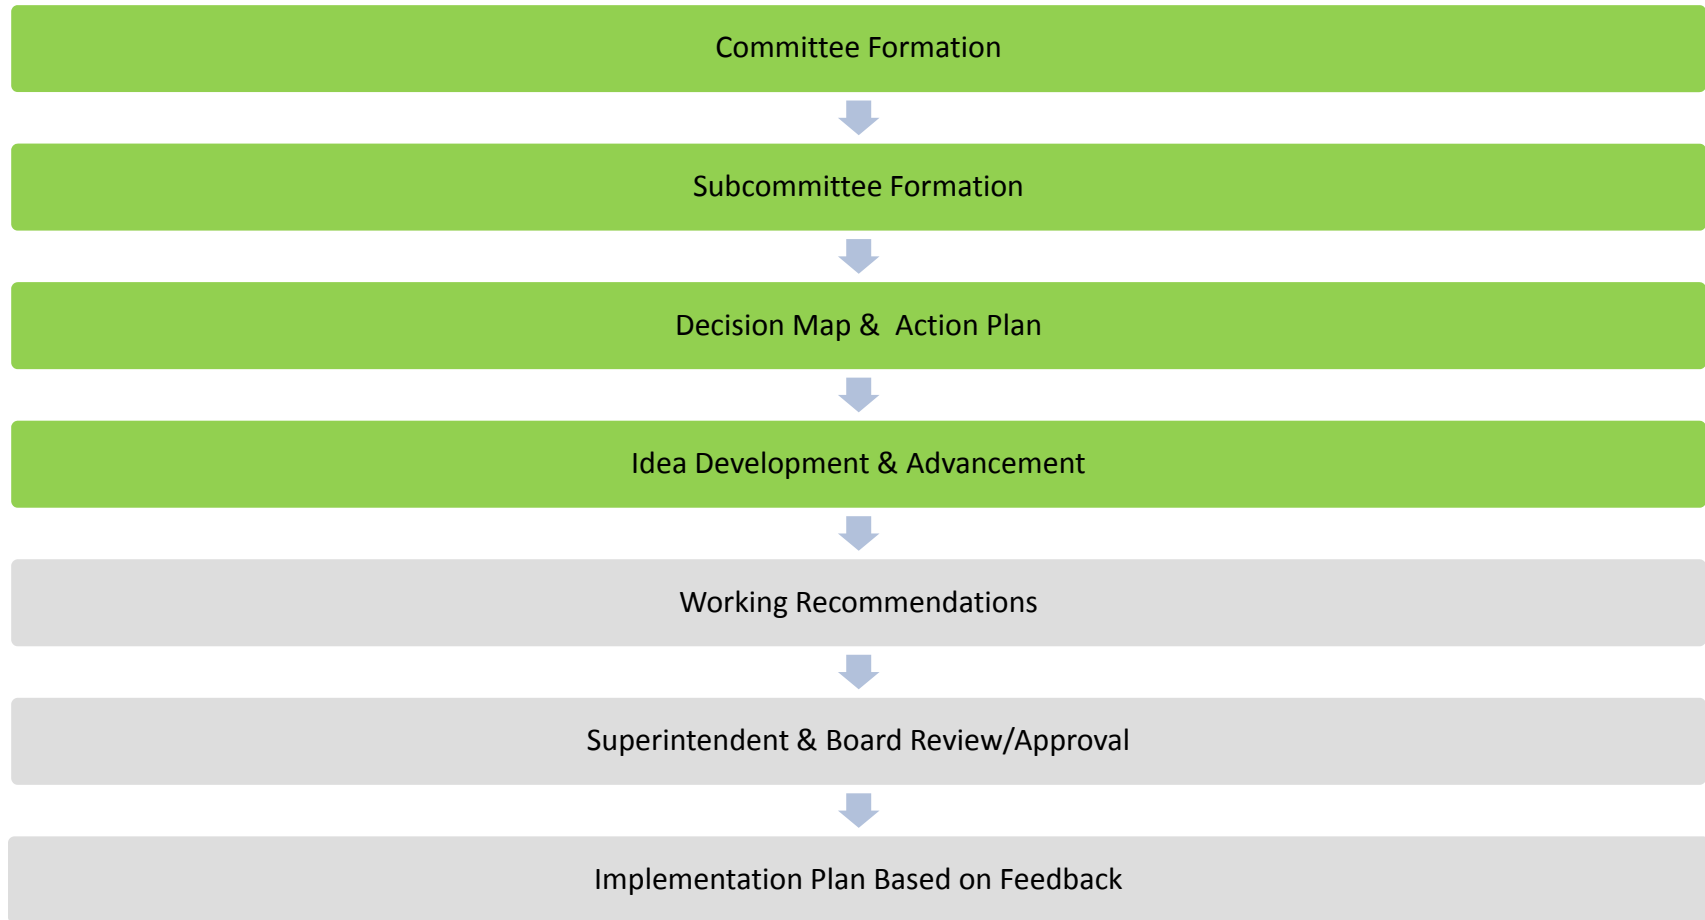 Committee Formation
Subcommittee Formation
Decision Map &  Action Plan
Idea Development & Advancement
Working Recommendations
Superintendent & Board Review/Approval
Implementation Plan Based on Feedback